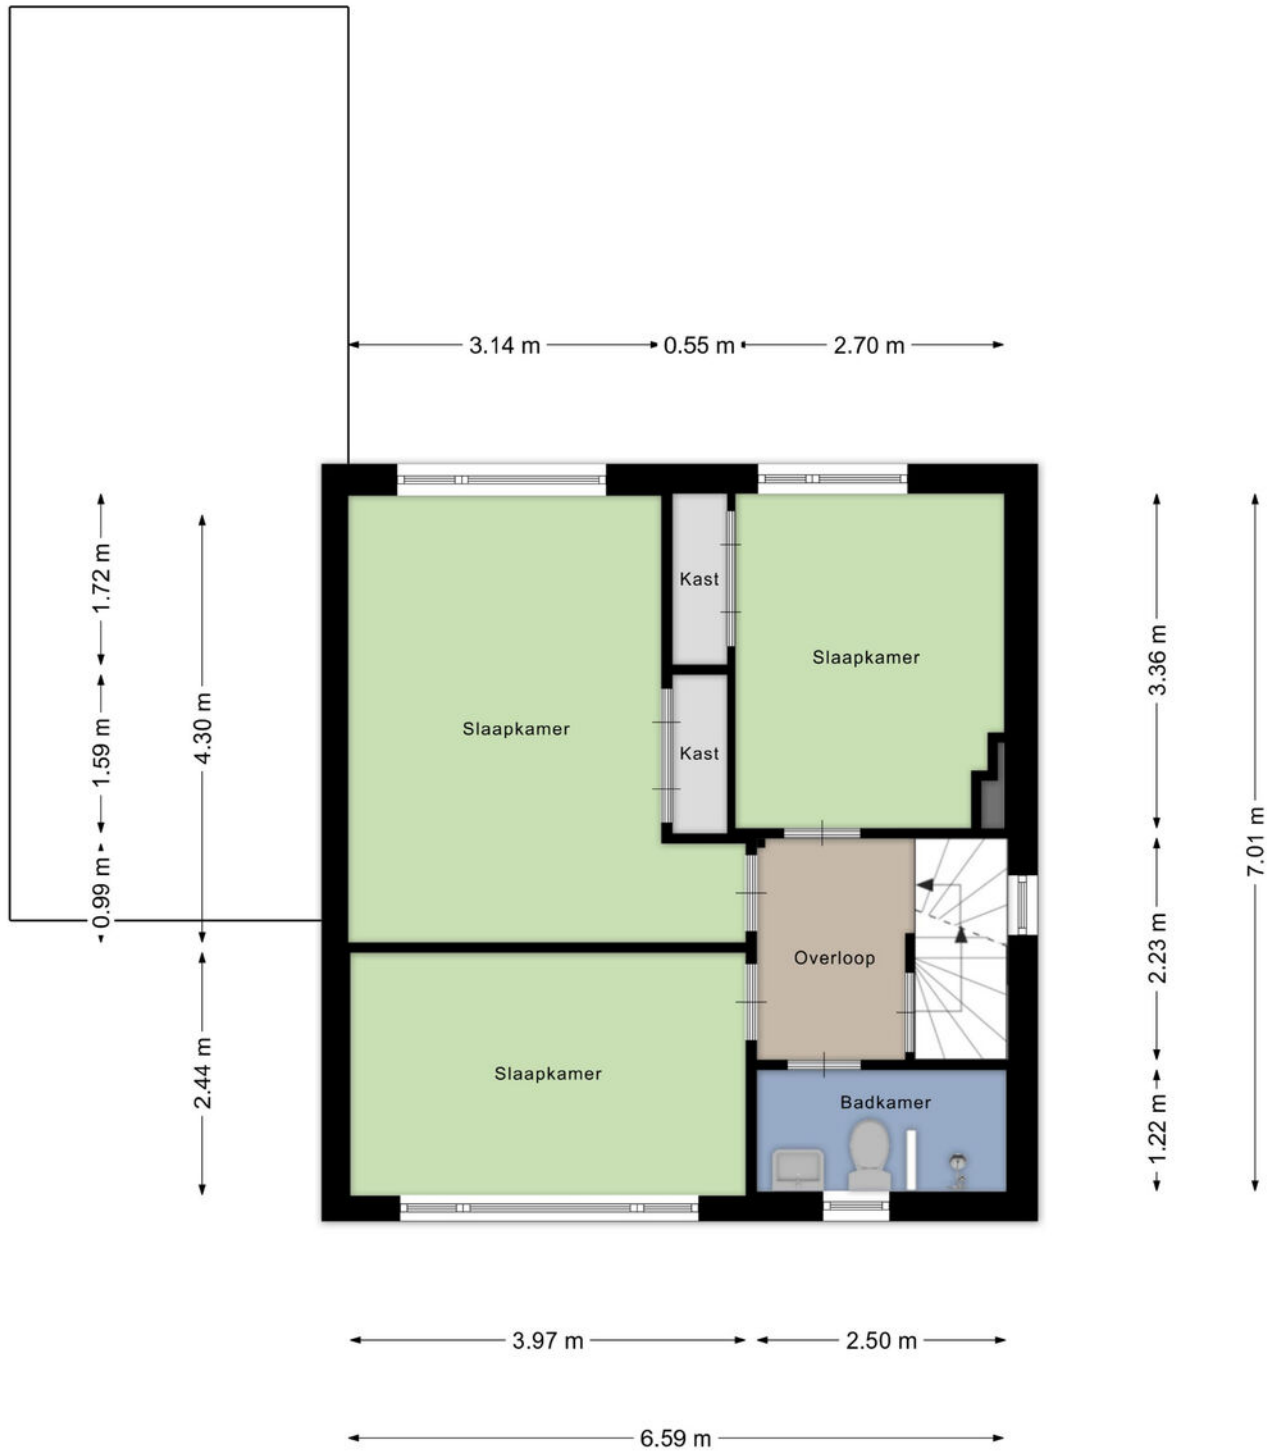 3.14 m
0.55 m
2.70 m
1.72 m
1.59 m
0.99 m
4.30 m
2.44 m
Kast
Slaapkamer
Slaapkamer
Kast
Overloop
Slaapkamer
Badkamer
3.36 m
2.23 m
1.22 m
7.01 m
3.97 m
2.50 m
6.59 m